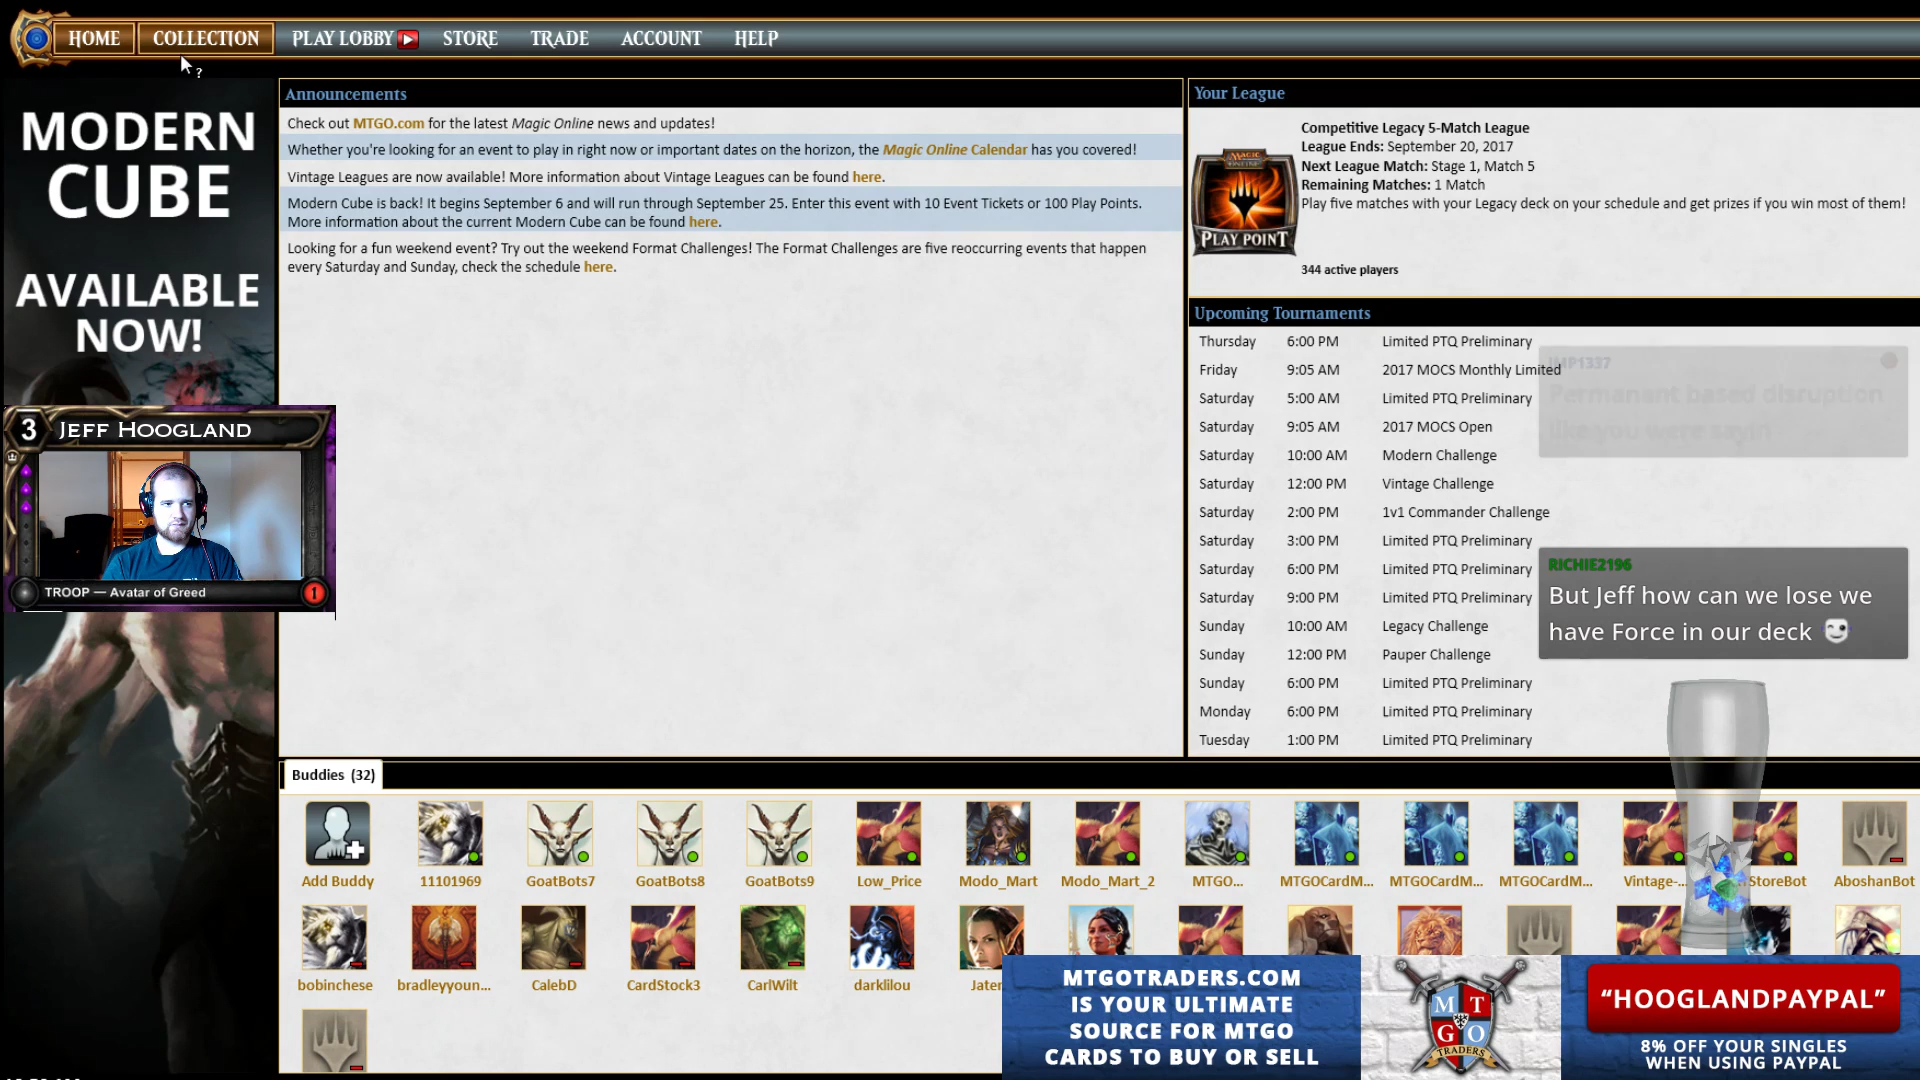 HOME COLLECTION PLAY LOBBY STORE TRADE ACCOUNT HELP
?
MODERN
CUBE
AVAILABLE
NOW!
3 JEFF HOOGLAND
TROOP — Avatar of Greed 1
Announcements
Check out MTGO.com for the latest Magic Online news and updates!
Whether you're looking for an event to play in right now or important dates on the horizon, the Magic Online Calendar has you covered!
Vintage Leagues are now available! More information about Vintage Leagues can be found here.
Modern Cube is back! It begins September 6 and will run through September 25. Enter this event with 10 Event Tickets or 100 Play Points.
More information about the current Modern Cube can be found here.
Looking for a fun weekend event? Try out the weekend Format Challenges! The Format Challenges are five reoccurring events that happen
every Saturday and Sunday, check the schedule here.
Your League
MAGIC
ONLINE
PLAY POINT
Competitive Legacy 5-Match League
League Ends: September 20, 2017
Next League Match: Stage 1, Match 5
Remaining Matches: 1 Match
Play five matches with your Legacy deck on your schedule and get prizes if you win most of them!
344 active players
Upcoming Tournaments
Thursday 6:00 PM Limited PTQ Preliminary
Friday 9:05 AM 2017 MOCS Monthly Limited
Saturday 5:00 AM Limited PTQ Preliminary
Saturday 9:05 AM 2017 MOCS Open
Saturday 10:00 AM Modern Challenge
Saturday 12:00 PM Vintage Challenge
Saturday 2:00 PM 1v1 Commander Challenge
Saturday 3:00 PM Limited PTQ Preliminary
Saturday 6:00 PM Limited PTQ Preliminary
Saturday 9:00 PM Limited PTQ Preliminary
Sunday 10:00 AM Legacy Challenge
Sunday 12:00 PM Pauper Challenge
Sunday 6:00 PM Limited PTQ Preliminary
Monday 6:00 PM Limited PTQ Preliminary
Tuesday 1:00 PM Limited PTQ Preliminary
Permanant based disruption
like you were sayin
RICHIE2196
But Jeff how can we lose we
have Force in our deck
Buddies (32)
Add Buddy 11101969 GoatBots7 GoatBots8 GoatBots9 Low_Price Modo_Mart Modo_Mart_2 MTGO... MTGOCardM... MTGOCardM... MTGOCardM... Vintage-... StoreBot AboshanBot
bobinchese bradleyyoun... CalebD CardStock3 CarlWilt darklilou Jater
MTGOTRADERS.COM
IS YOUR ULTIMATE
SOURCE FOR MTGO
CARDS TO BUY OR SELL
M T
G O
TRADERS
“HOOGLANDPAYPAL”
8% OFF YOUR SINGLES
WHEN USING PAYPAL